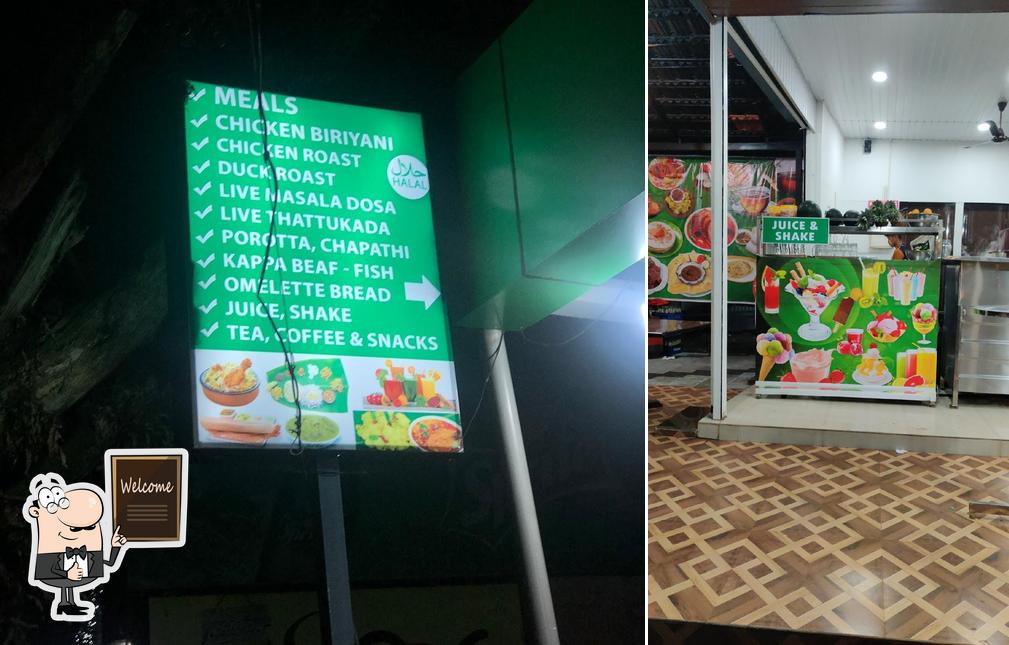 MEALS
CHICKEN BIRIYANI
CHICKEN ROAST
DUCK ROAST
حلال
HALAL
LIVE MASALA DOSA
LIVE THATTUKADA
POROTTA, CHAPATHI
KAPPA BEAF - FISH
OMELETTE BREAD
JUICE, SHAKE
TEA, COFFEE & SNACKS
Welcome
JUICE &
SHAKE